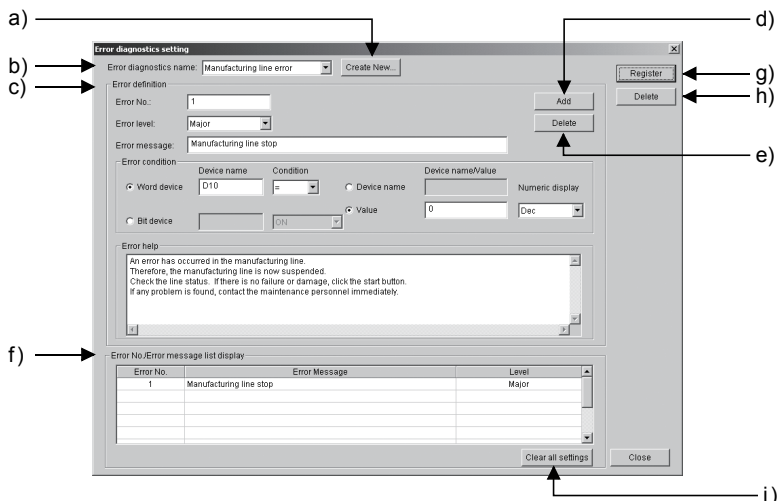 a)
d)
Error diagnostics setting
b)
Error diagnostics name: Manufacturing line error Create New...
Register
g)
c)
Error definition
Delete
h)
Error No.: 1
Add
Error level: Major
Delete
Error message: Manufacturing line stop
e)
Error condition
Device name Condition Device name/Value
Word device D10 = Device name Numeric display
Value 0 Dec
Bit device ON
Error help
An error has occurred in the manufacturing line.
Therefore, the manufacturing line is now suspended.
Check the line status. If there is no failure or damage, click the start button.
If any problem is found, contact the maintenance personnel immediately.
f)
Error No./Error message list display
Error No. Error Message Level
1 Manufacturing line stop Major
Clear all settings Close
i)